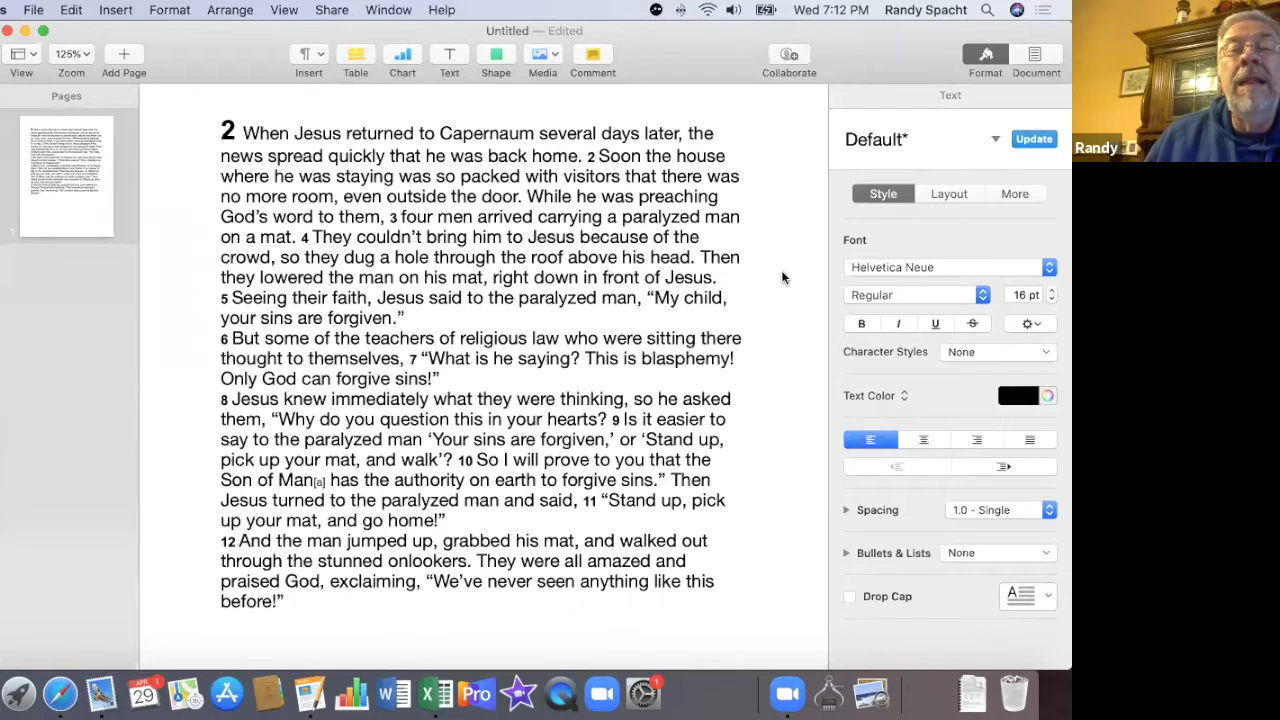 s File Edit Insert Format Arrange View Share Window Help Wed 7:12 PM Randy Spacht
Untitled — Edited
125%
View Zoom Add Page Insert Table Chart Text Shape Media Comment Collaborate Format Document
Pages
Text
2 When Jesus returned to Capernaum several days later, the
news spread quickly that he was back home. 2 Soon the house
where he was staying was so packed with visitors that there was
no more room, even outside the door. While he was preaching
God’s word to them, 3 four men arrived carrying a paralyzed man
on a mat. 4 They couldn’t bring him to Jesus because of the
crowd, so they dug a hole through the roof above his head. Then
they lowered the man on his mat, right down in front of Jesus.
5 Seeing their faith, Jesus said to the paralyzed man, “My child,
your sins are forgiven.”
6 But some of the teachers of religious law who were sitting there
thought to themselves, 7 “What is he saying? This is blasphemy!
Only God can forgive sins!”
8 Jesus knew immediately what they were thinking, so he asked
them, “Why do you question this in your hearts? 9 Is it easier to
say to the paralyzed man ‘Your sins are forgiven,’ or ‘Stand up,
pick up your mat, and walk’? 10 So I will prove to you that the
Son of Man[a] has the authority on earth to forgive sins.” Then
Jesus turned to the paralyzed man and said, 11 “Stand up, pick
up your mat, and go home!”
12 And the man jumped up, grabbed his mat, and walked out
through the stunned onlookers. They were all amazed and
praised God, exclaiming, “We’ve never seen anything like this
before!”
1
Default* Update
Style Layout More
Font
Helvetica Neue
Regular 16 pt
B I U S
Character Styles None
Text Color
Spacing 1.0 - Single
Bullets & Lists None
Drop Cap A
Randy
APR 1
29
W X Pro 1